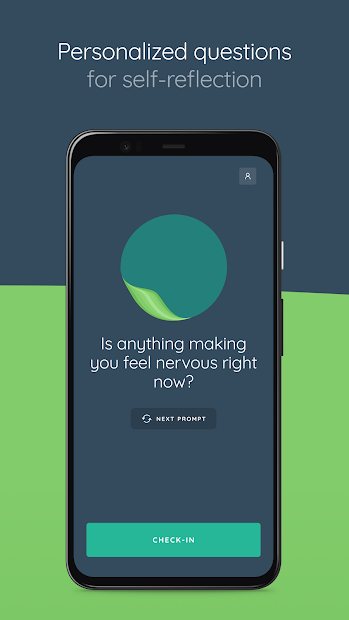 Personalized questions
for self-reflection
Is anything making
you feel nervous right
now?
NEXT PROMPT
CHECK-IN